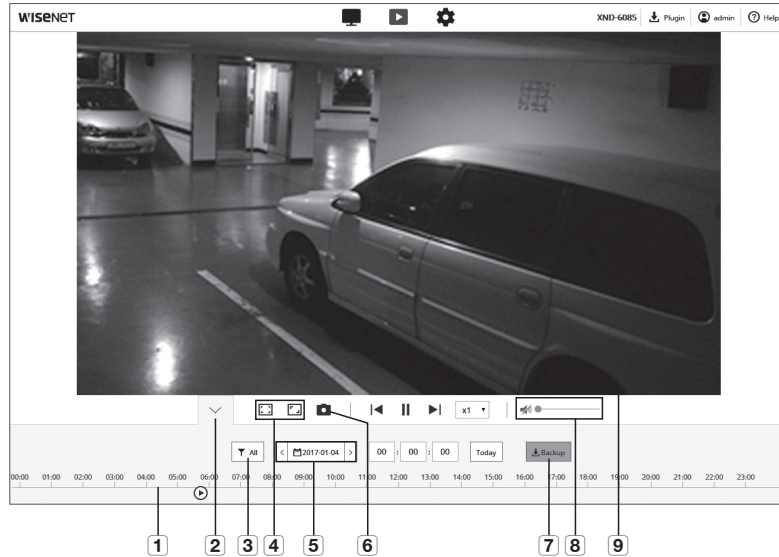 WISENET XND-6085 Plugin admin ? Help
x1
All 2017-01-04 00 : 00 : 00 Today Backup
00:00 01:00 02:00 03:00 04:00 05:00 06:00 07:00 08:00 09:00 10:00 11:00 12:00 13:00 14:00 15:00 16:00 17:00 18:00 19:00 20:00 21:00 22:00 23:00
1 2 3 4 5 6 7 8 9